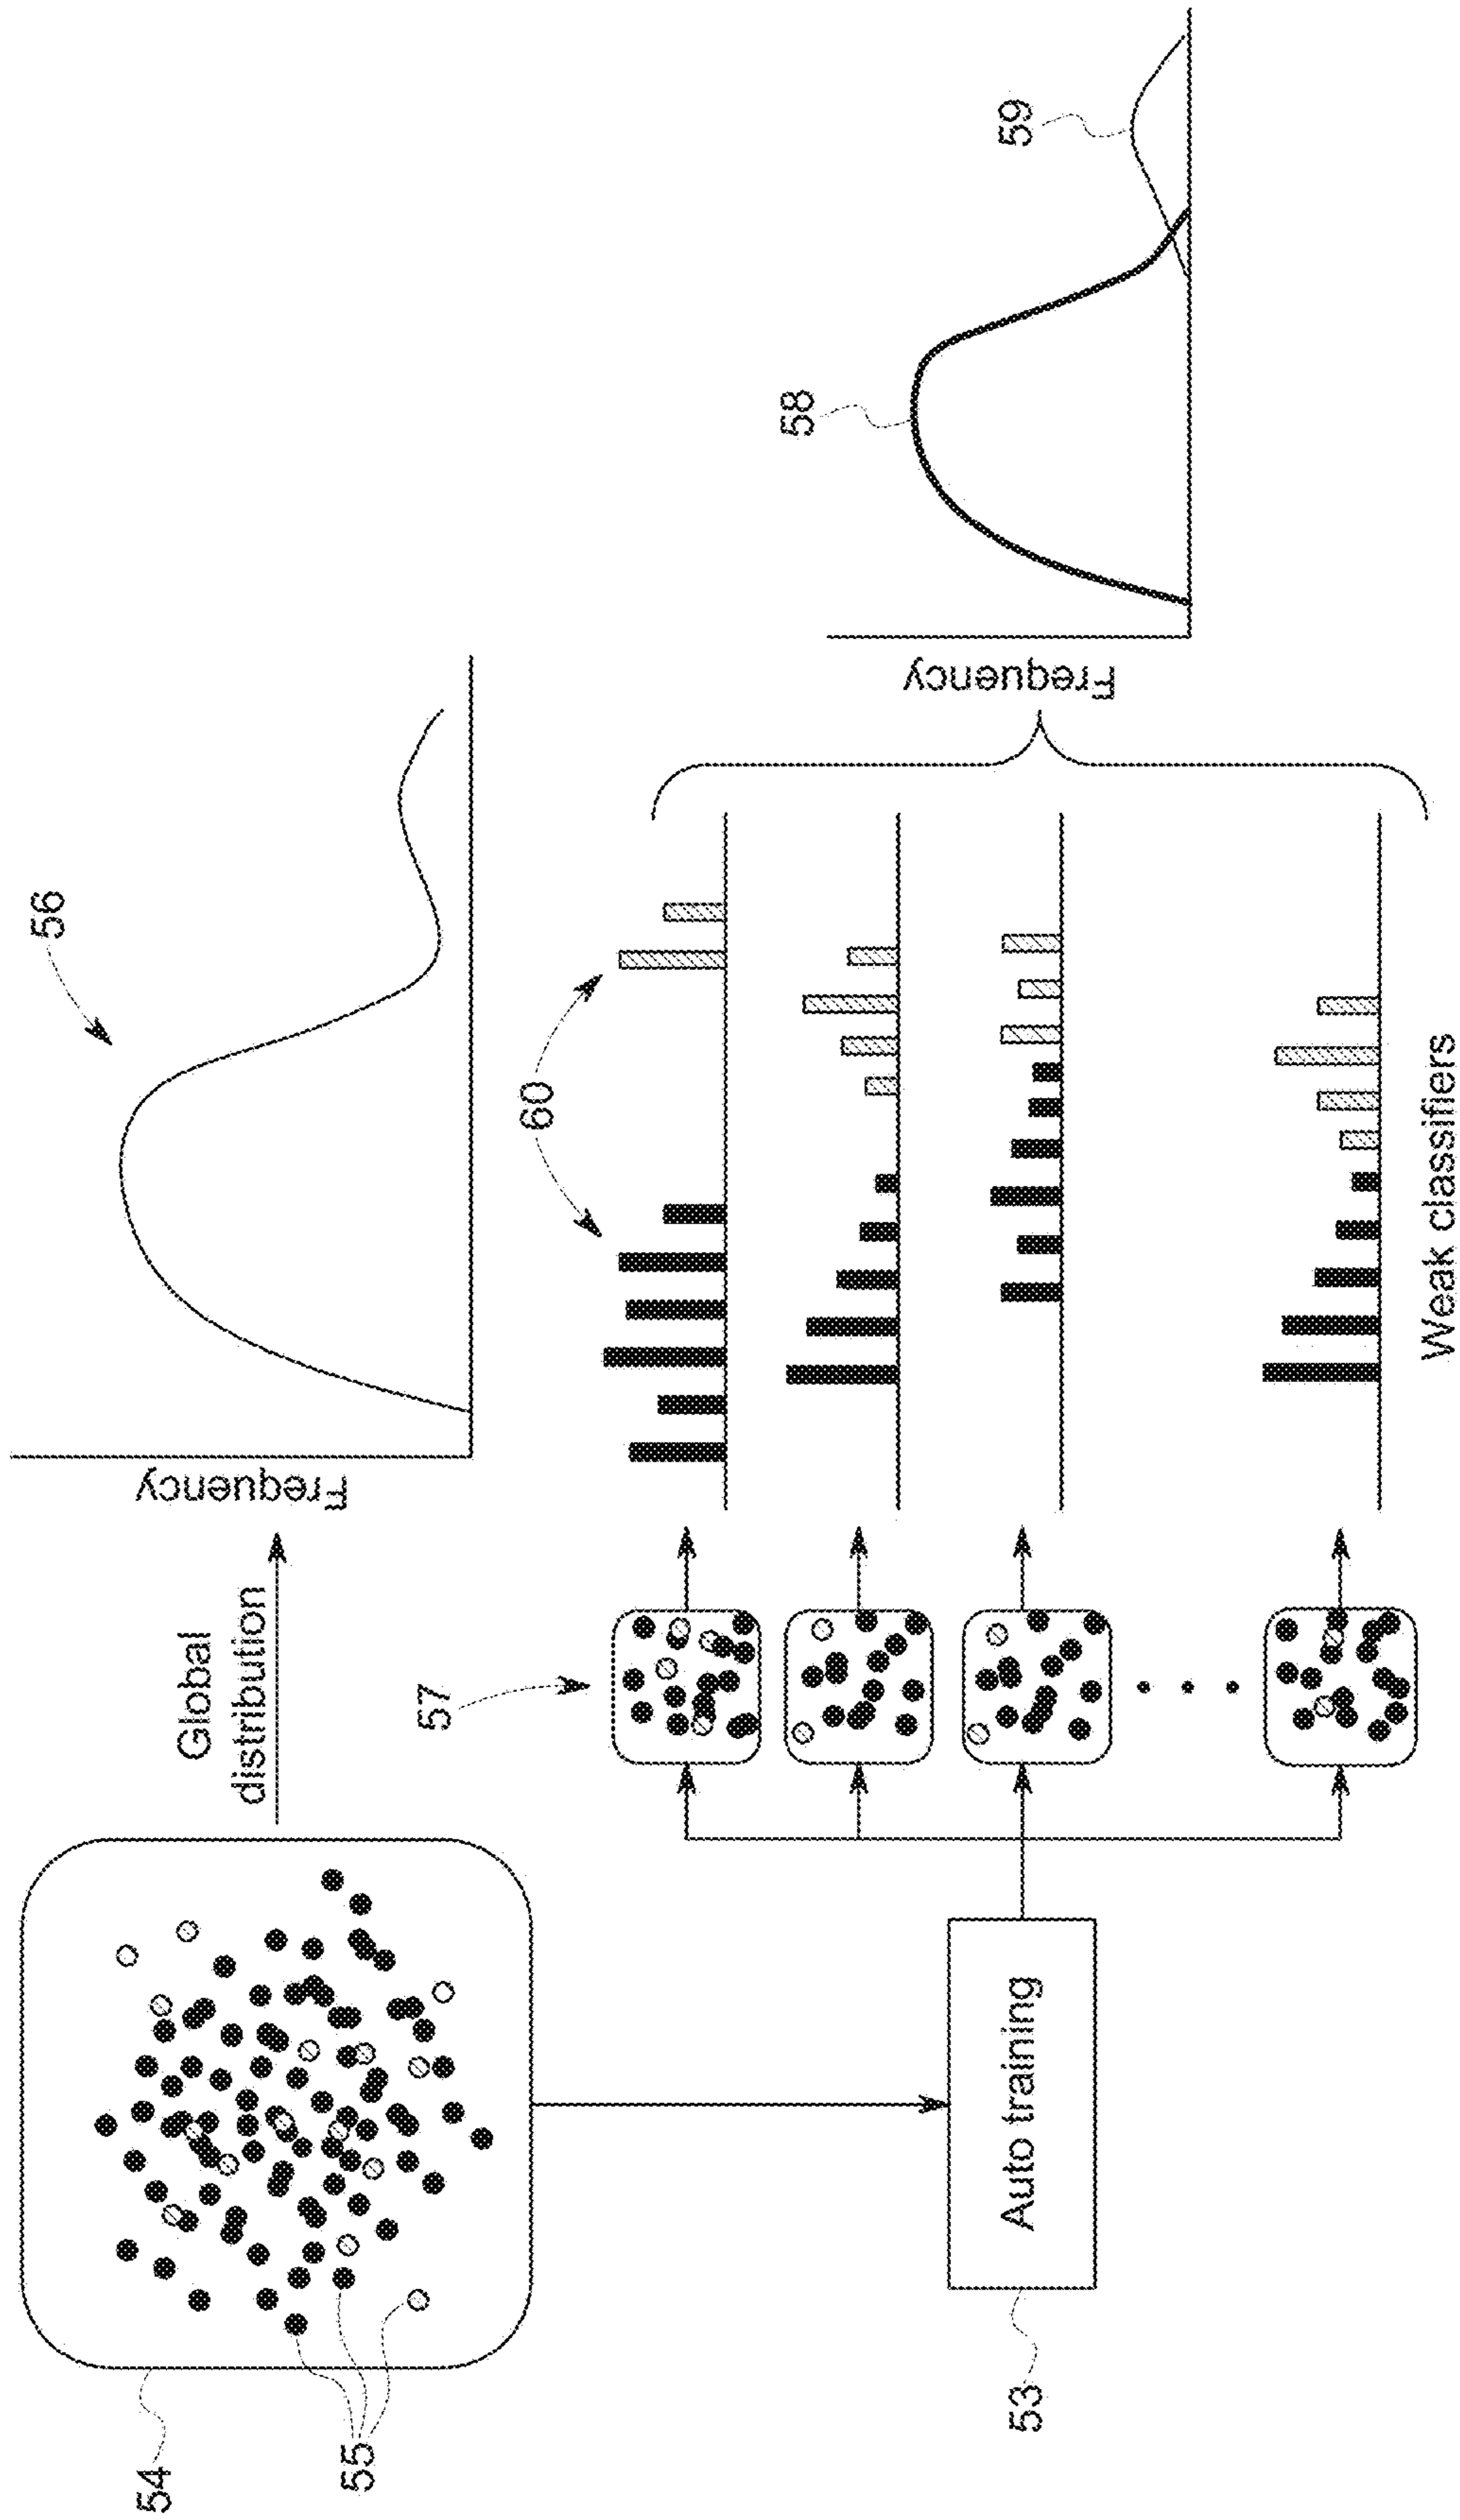 54
55
Global
distribution
Frequency
56
53
Auto training
57
60
Weak classifiers
Frequency
58
59